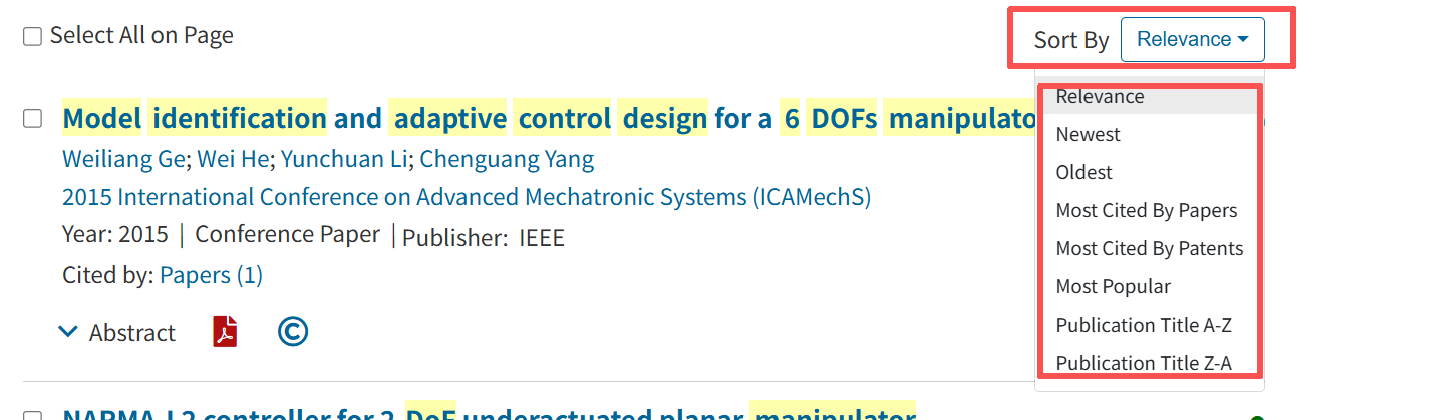 Select All on Page
Sort By Relevance
Relevance
Newest
Oldest
Most Cited By Papers
Most Cited By Patents
Most Popular
Publication Title A-Z
Publication Title Z-A
Model identification and adaptive control design for a 6 DOFs manipulato
Weiliang Ge; Wei He; Yunchuan Li; Chenguang Yang
2015 International Conference on Advanced Mechatronic Systems (ICAMechS)
Year: 2015 | Conference Paper | Publisher: IEEE
Cited by: Papers (1)
Abstract
NARMA-L2 controller for 2-DoF underactuated planar manipulator